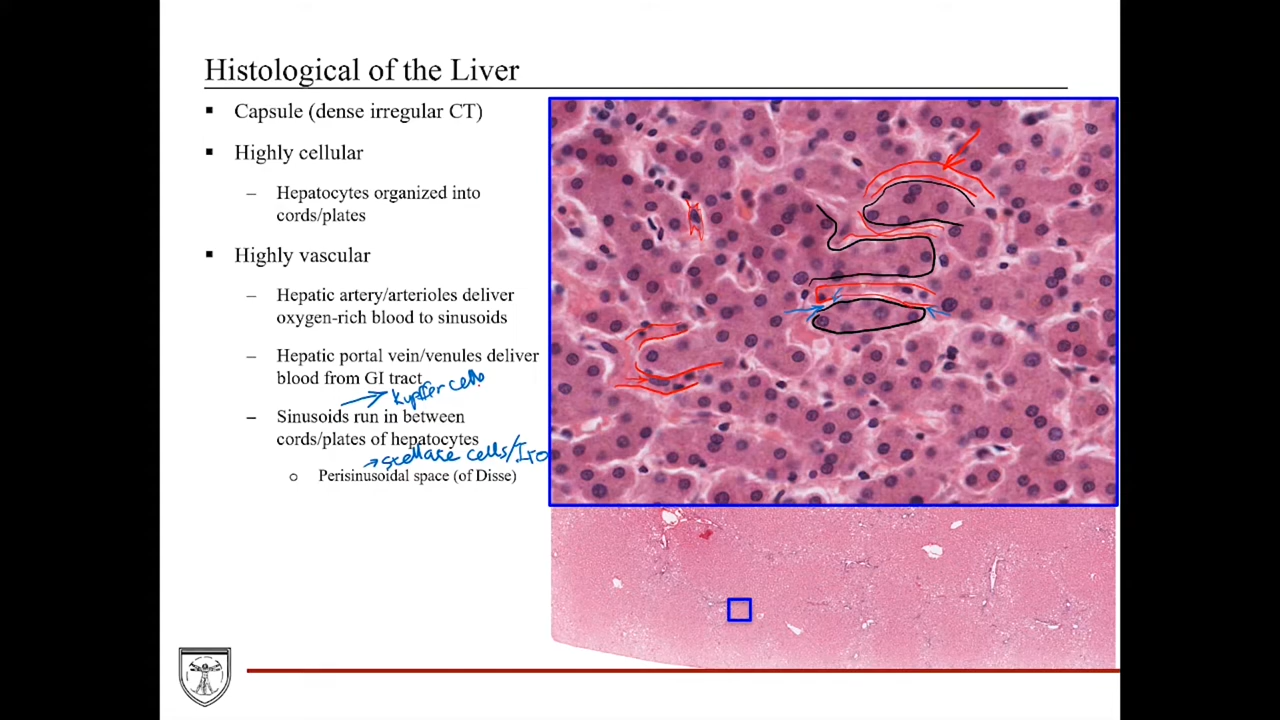 Histological of the Liver
▪ Capsule (dense irregular CT)
▪ Highly cellular
– Hepatocytes organized into
cords/plates
▪ Highly vascular
– Hepatic artery/arterioles deliver
oxygen-rich blood to sinusoids
– Hepatic portal vein/venules deliver
blood from GI tract
→ Kupffer cells
– Sinusoids run in between
cords/plates of hepatocytes
→ stellate cells/Ito
○ Perisinusoidal space (of Disse)